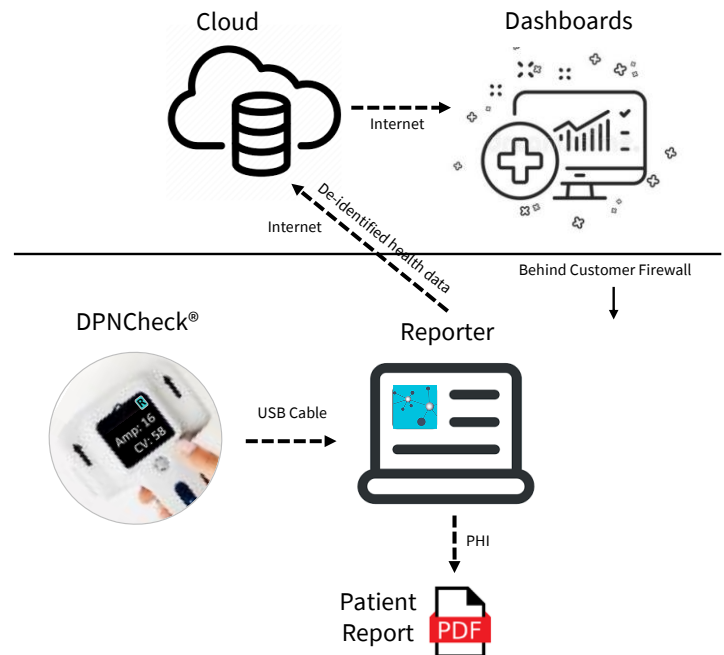 Cloud
Dashboards
Internet
De-identified health data
Internet
Behind Customer Firewall
DPNCheck®
Reporter
R
Amp: 16
CV: 58
USB Cable
PHI
Patient
Report
PDF